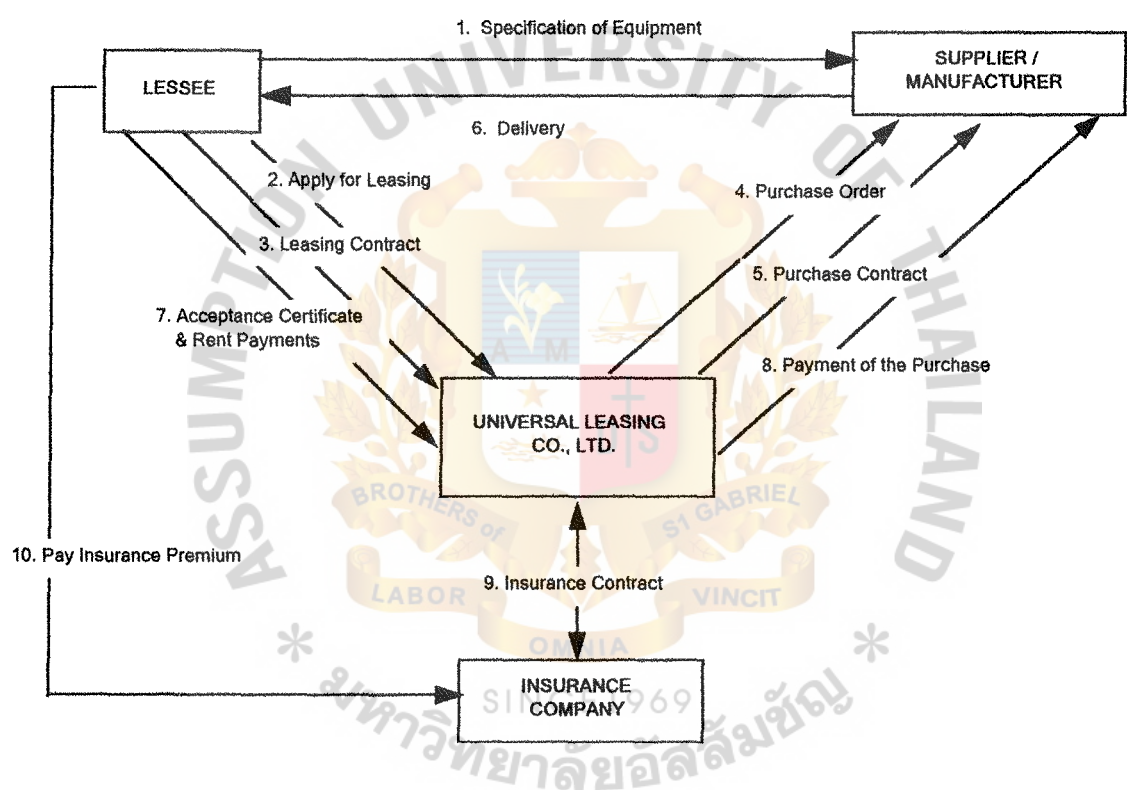 1. Specification of Equipment
LESSEE
SUPPLIER /
MANUFACTURER
6. Delivery
2. Apply for Leasing
4. Purchase Order
3. Leasing Contract
5. Purchase Contract
7. Acceptance Certificate
& Rent Payments
8. Payment of the Purchase
UNIVERSAL LEASING
CO., LTD.
10. Pay Insurance Premium
9. Insurance Contract
INSURANCE
COMPANY
ASSUMPTION UNIVERSITY OF THAILAND
A M
D S
BROTHERS of
ST GABRIEL
LABOR
OMNIA
VINCIT
SINCE 1969
* มหาวิทยาลัยอัสสัมชัญ *